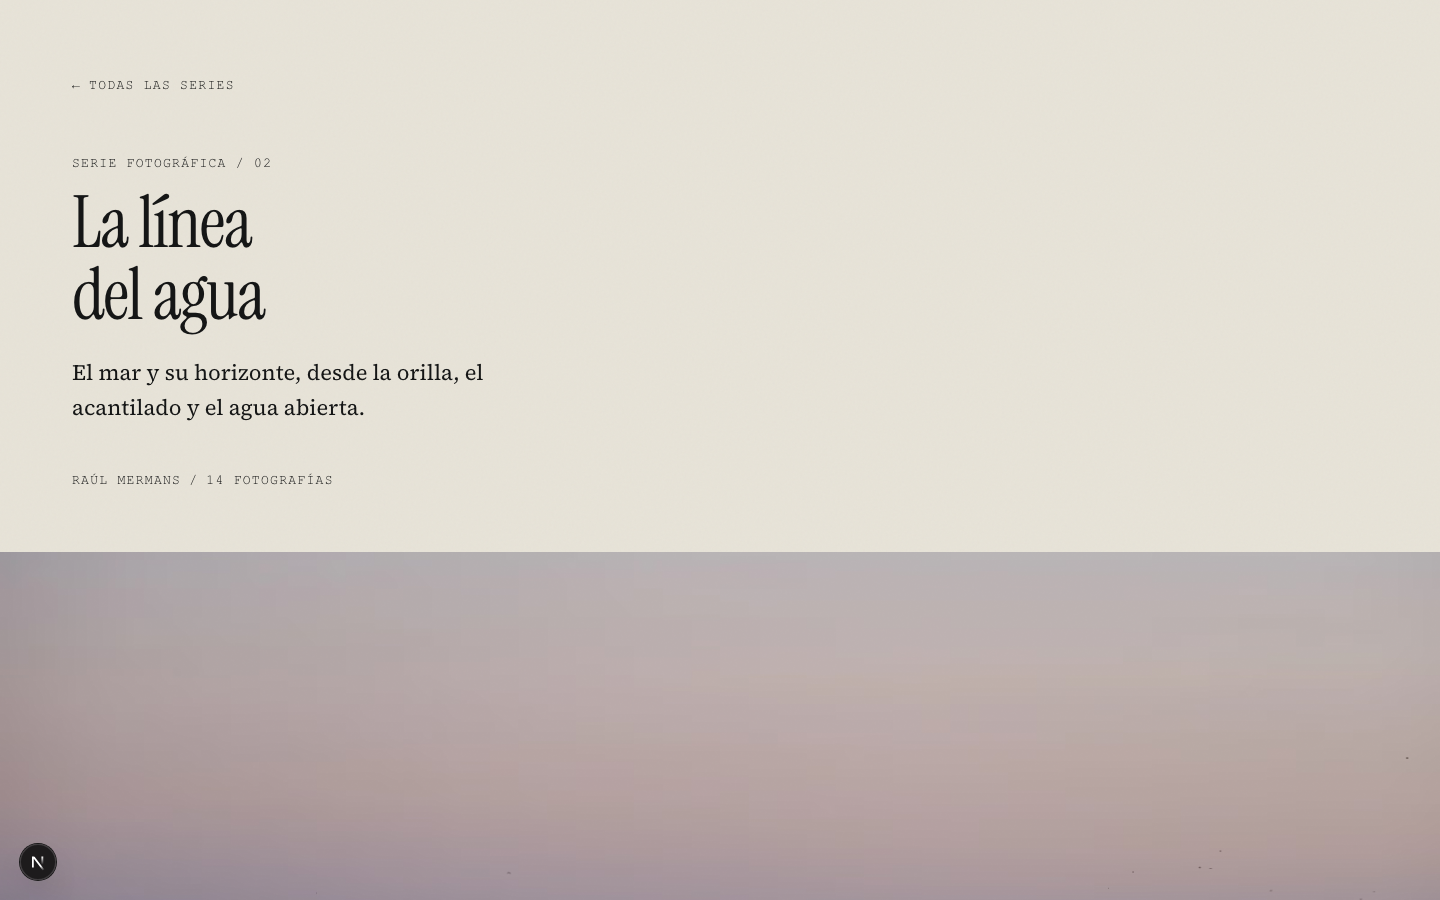 ← TODAS LAS SERIES
SERIE FOTOGRÁFICA / 02
La línea
del agua
El mar y su horizonte, desde la orilla, el
acantilado y el agua abierta.
RAÚL MERMANS / 14 FOTOGRAFÍAS
N